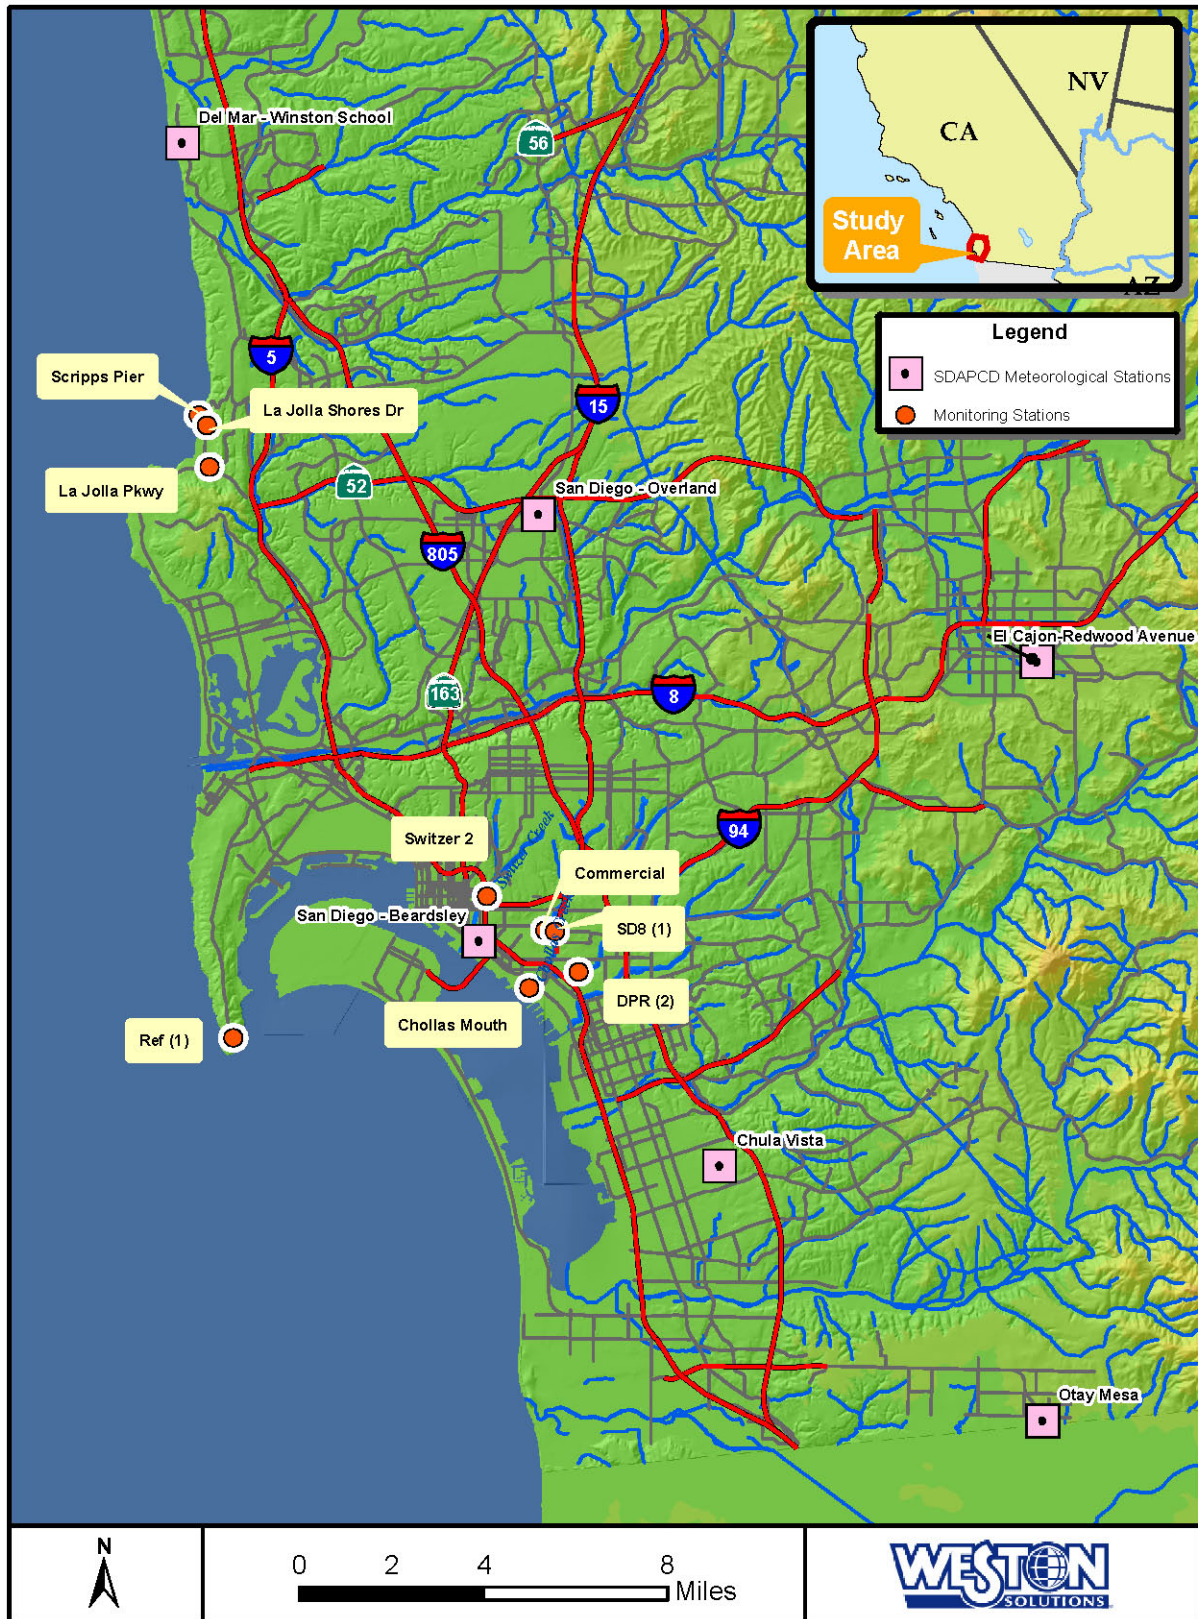 Del Mar - Winston School
56
NV
CA
Study
Area
AZ
Legend
SDAPCD Meteorological Stations
Monitoring Stations
5
Scripps Pier
La Jolla Shores Dr
15
La Jolla Pkwy
52
San Diego - Overland
805
El Cajon-Redwood Avenue
163
8
94
Switzer 2
Switzer Creek
Commercial
San Diego - Beardsley
SD8 (1)
Chollas Creek
DPR (2)
Chollas Mouth
Ref (1)
Chula Vista
Otay Mesa
N
0 2 4 8
Miles
WESTON
SOLUTIONS